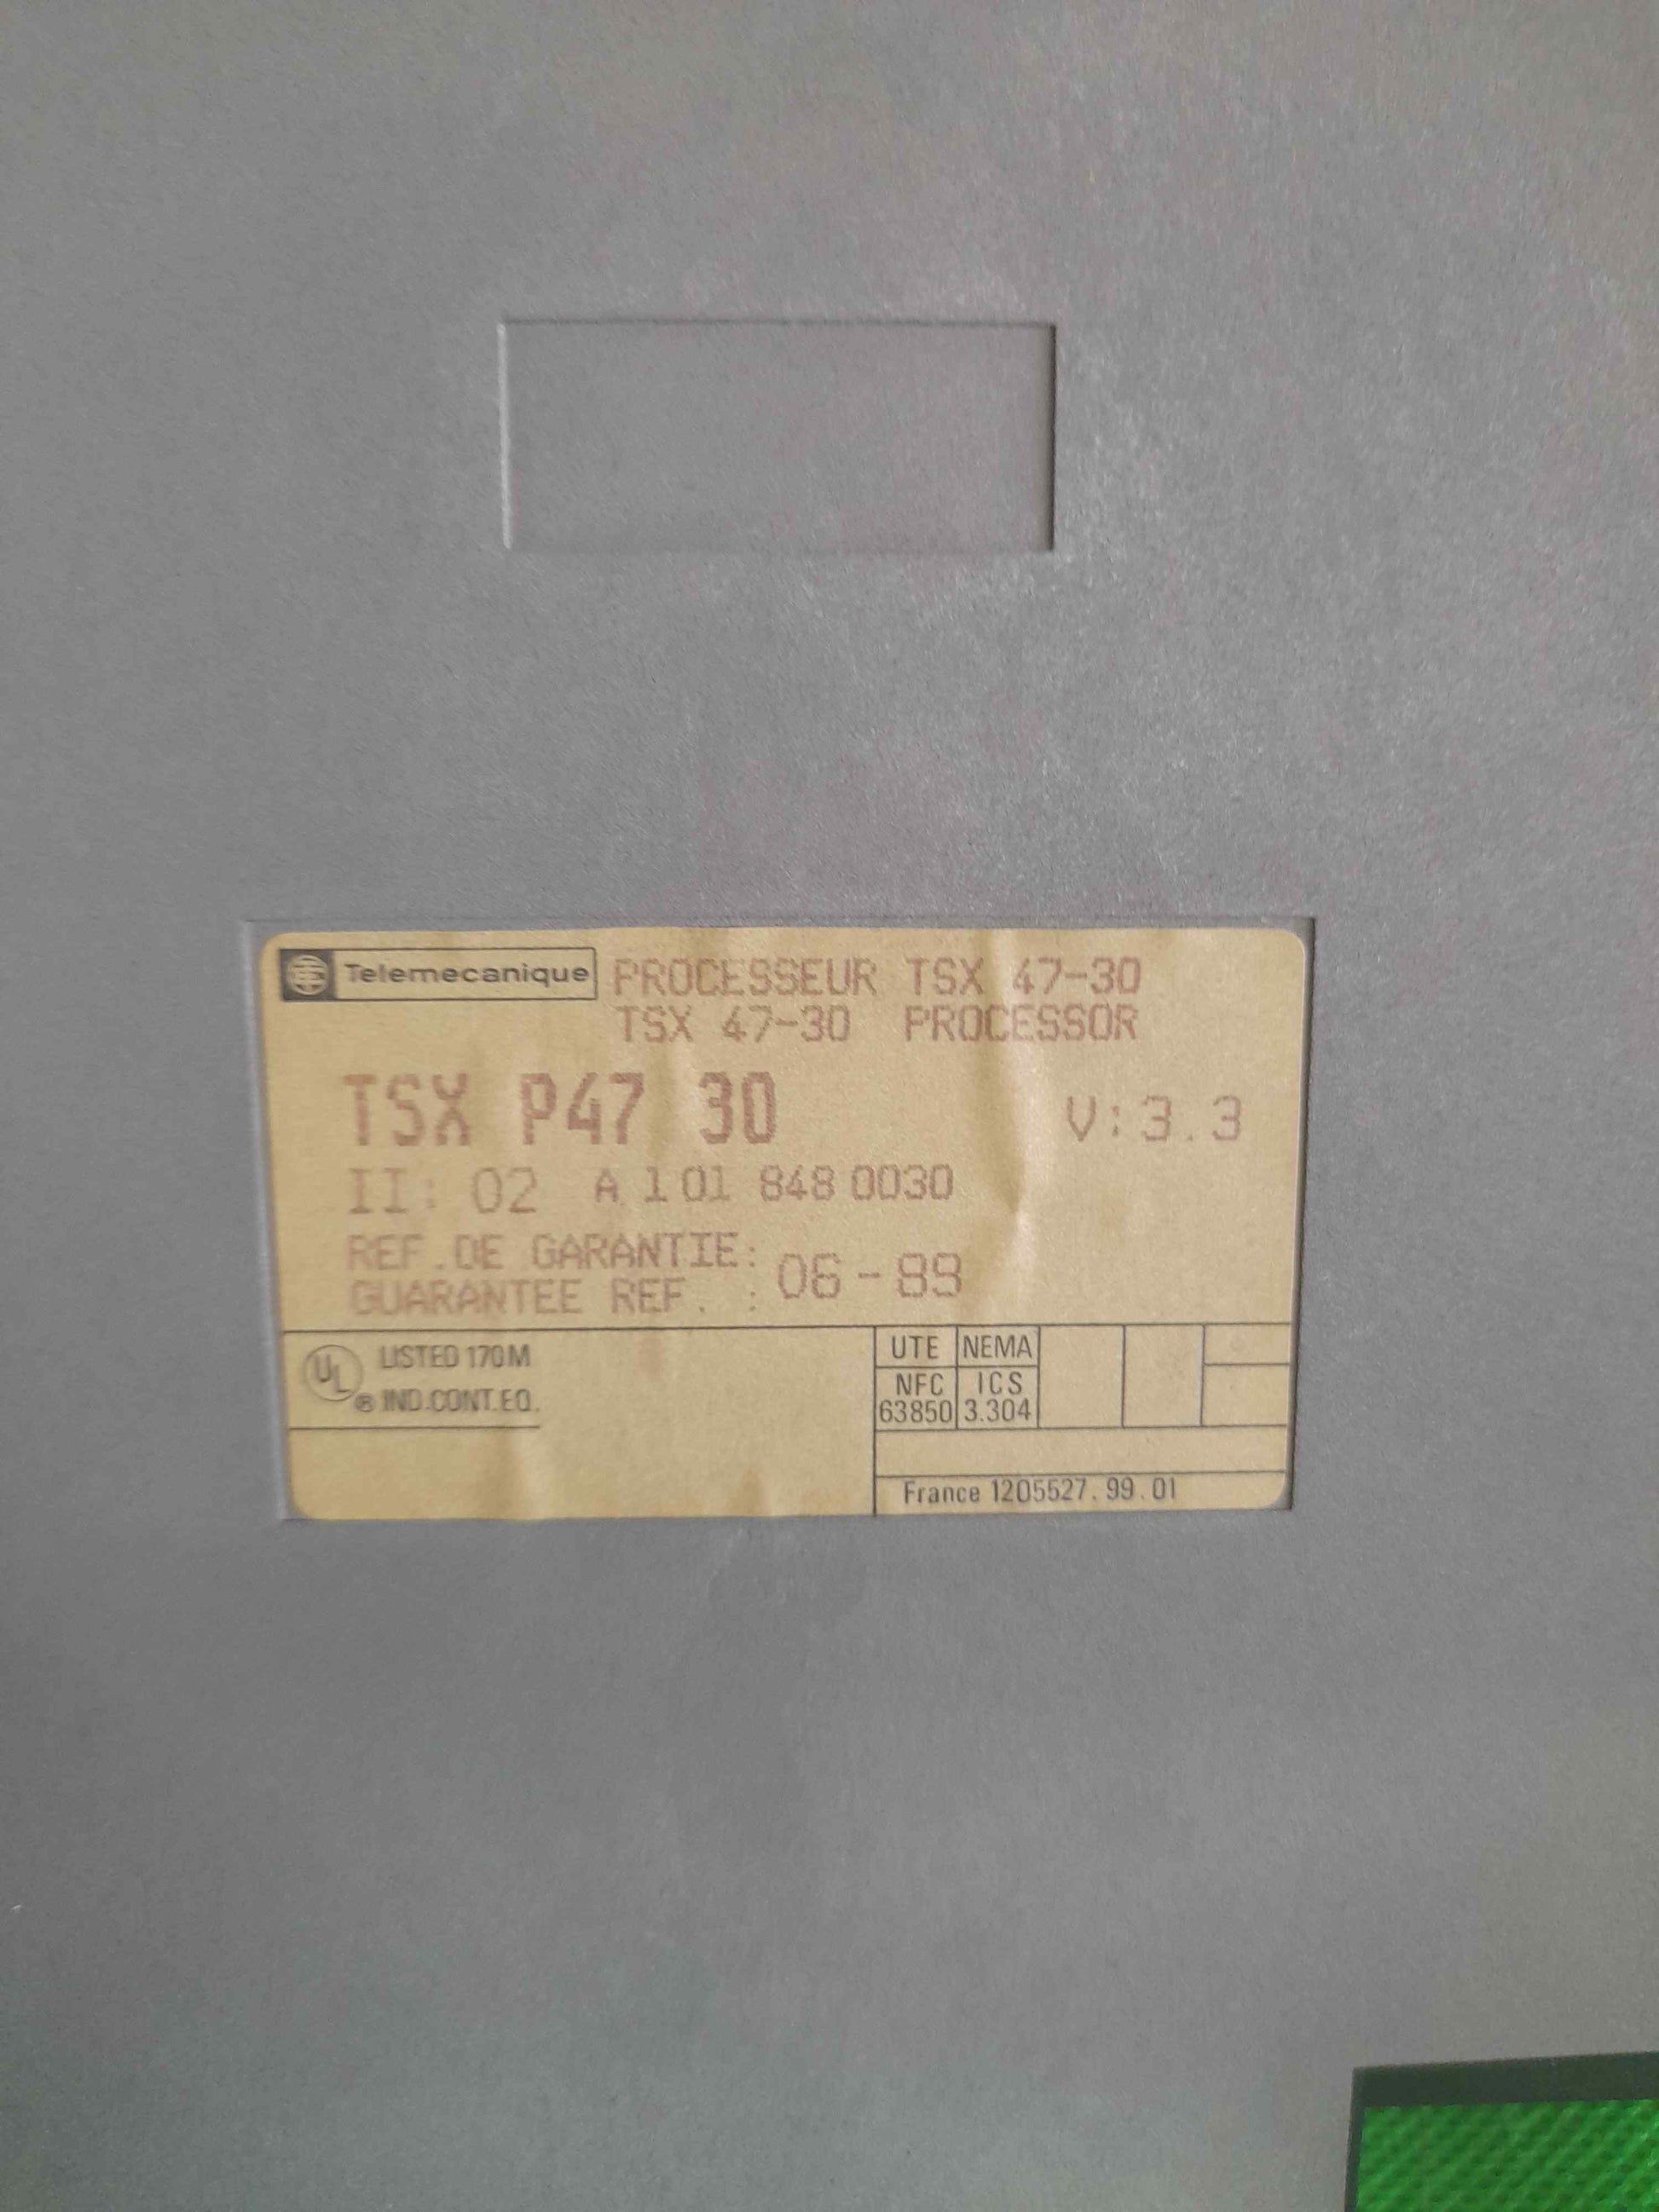 Telemecanique PROCESSEUR TSX 47-30
TSX 47-30 PROCESSOR
TSX P47 30 V: 3.3
II: 02 A 1 01 848 0030
REF.DE GARANTIE:
GUARANTEE REF. : 06-89
UL LISTED 170M
® IND.CONT.EQ.
UTE NEMA
NFC ICS
63850 3.304
France 1205527.99.01